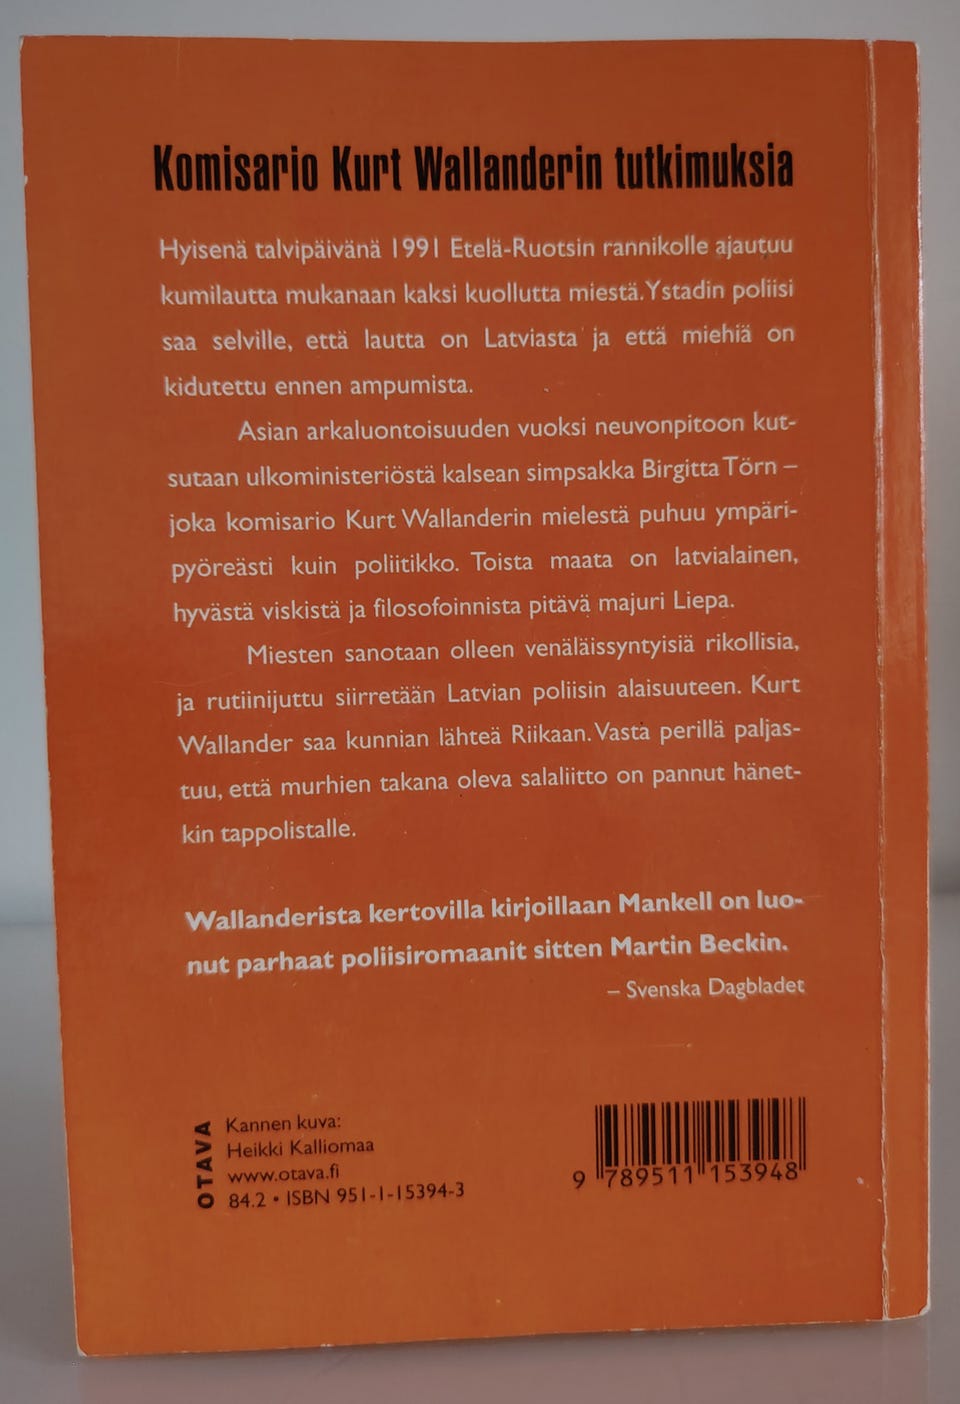 Komisario Kurt Wallanderin tutkimuksia
Hyisenä talvipäivänä 1991 Etelä-Ruotsin rannikolle ajautuu
kumilautta mukanaan kaksi kuollutta miestä. Ystadin poliisi
saa selville, että lautta on Latviasta ja että miehiä on
kidutettu ennen ampumista.
Asian arkaluontoisuuden vuoksi neuvonpitoon kut-
sutaan ulkoministeriöstä kalsean simpsakka Birgitta Törn –
joka komisario Kurt Wallanderin mielestä puhuu ympäri-
pyöreästi kuin poliitikko. Toista maata on latvialainen,
hyvästä viskistä ja filosofoinnista pitävä majuri Liepa.
Miesten sanotaan olleen venäläissyntyisiä rikollisia,
ja rutiinijuttu siirretään Latvian poliisin alaisuuteen. Kurt
Wallander saa kunnian lähteä Riikaan. Vasta perillä paljas-
tuu, että murhien takana oleva salaliitto on pannut hänet-
kin tappolistalle.
Wallanderista kertovilla kirjoillaan Mankell on luo-
nut parhaat poliisiromaanit sitten Martin Beckin.
– Svenska Dagbladet
OTAVA
Kannen kuva:
Heikki Kalliomaa
www.otava.fi
84.2 • ISBN 951-1-15394-3
9 789511 153948